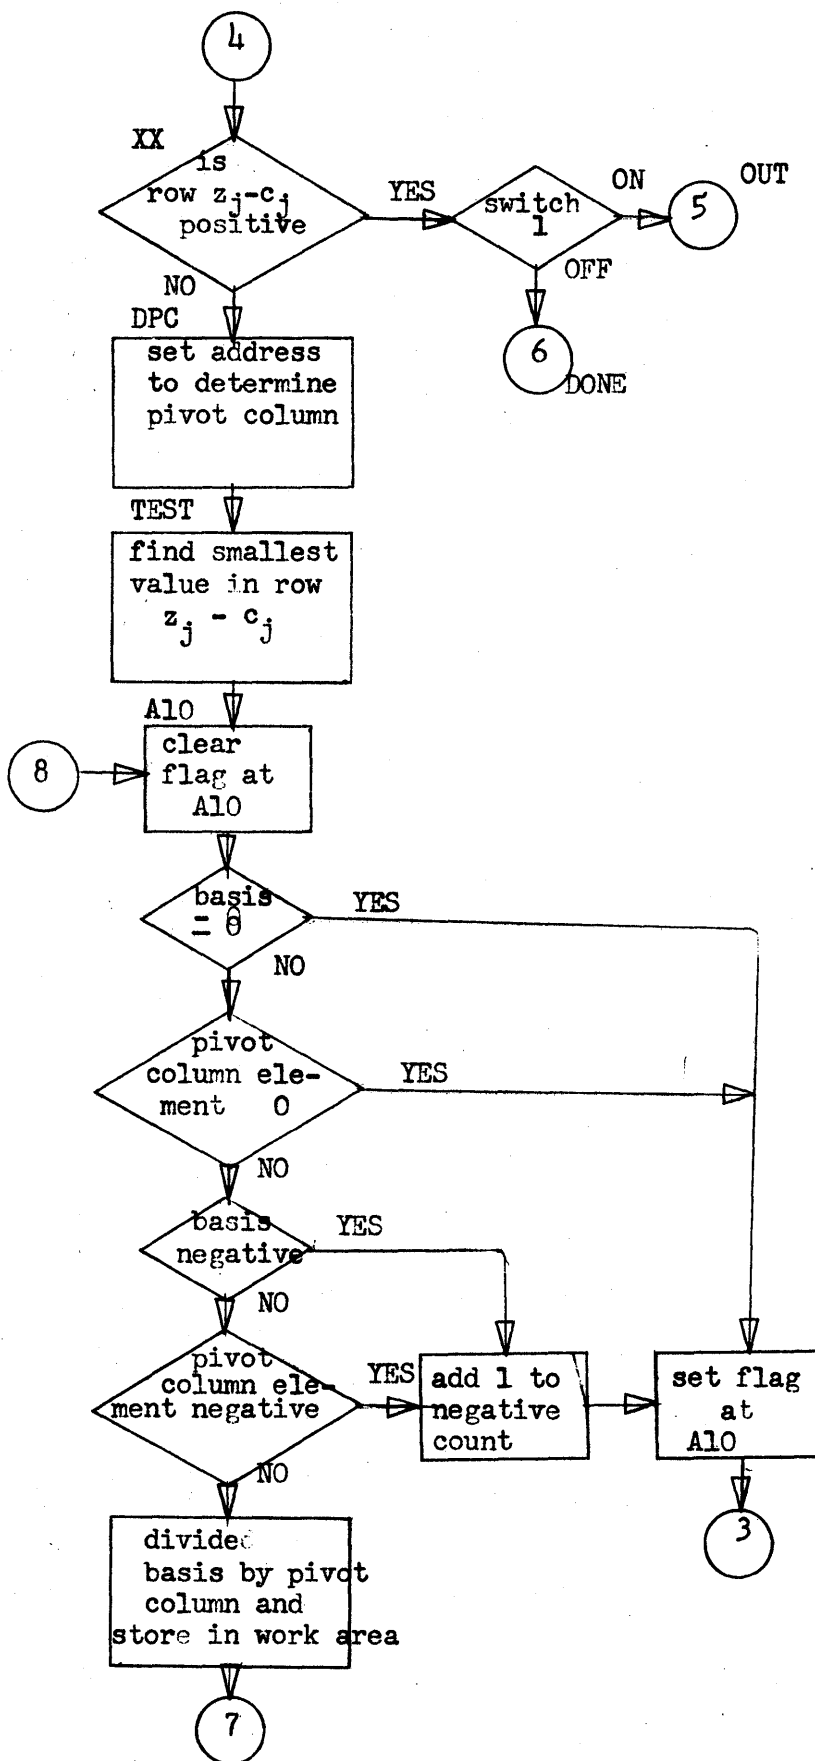 4
XX
is
row zj-cj
positive
YES
switch
1
ON
5
OUT
OFF
6
DONE
NO
DPC
set address
to determine
pivot column
TEST
find smallest
value in row
zj - cj
A10
8
clear
flag at
A10
basis
= 0
YES
NO
pivot
column ele-
ment 0
YES
NO
basis
negative
YES
NO
pivot
column ele-
ment negative
YES
add 1 to
negative
count
set flag
at
A10
3
NO
divided
basis by pivot
column and
store in work area
7